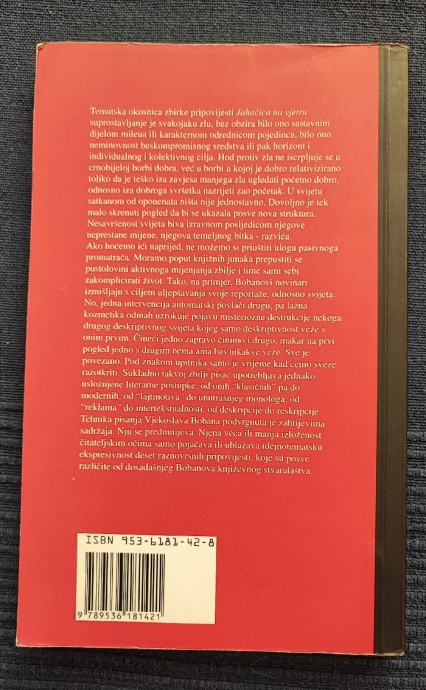 Tematska okosnica zbirke pripovijesti Jahačica na vjetru
suprostavljanje je svakojaku zlu, bez obzira bilo ono sastavnim
dijelom mileua ili karakternom odrednicom pojedinca, bilo ono
neminovnost beskompromisnog sredstva ili pak horizont i
individualnog i kolektivnog cilja. Hod protiv zla ne iscrpljuje se u
crnobijeloj borbi dobra, već u borbi u kojoj je dobro relativizirano
toliko da je teško iza zavjesa manjega zla ugledati početno dobro,
odnosno iza dobroga svršetka nazrijeti zao početak. U svijetu
satkanom od oponenata ništa nije jednostavno. Dovoljno je tek
malo skrenuti pogled da bi se ukazala posve nova struktura.
Nesavršenost svijeta biva izravnom posljedicom njegove
neprestane mijene, njegova temeljnog bitka - razvića.
Ako hoćemo ići naprijed, ne možemo si priuštiti ulogu pasivnoga
promatrača. Moramo poput knjižnih junaka prepustiti se
pustolovini aktivnoga mijenjanja zbilje i time sami sebi
zakomplicirati život. Tako, na primjer, Bobanovi novinari
izmišljaju s ciljem uljepšavanja svoje reportaže, odnosno svijeta.
No, jedna intervencija automatski povlači drugu, pa lažna
kozmetika odmah uzrokuje pojavu misteriozne destrukcije nekoga
drugog deskriptivnog svijeta kojeg samo deskriptivnost veže s
onim prvim. Čineći jedno zapravo činimo i drugo, makar na prvi
pogled jedno s drugim nema ama baš nikakve veze. Sve je
povezano. Pod znakom upitnika samo je vrijeme kad ćemo sveze
razotkriti. Sukladno takvoj zbilji pisac upotrebljava jednako
usložnjene literarne postupke, od onih "klasičnih" pa do
modernih, od "lajtmotiva" do unutrašnjeg monologa, od
"reklama" do intertekstualnosti, od deskripcije do reskripcije.
Tehnika pisanja Vjekoslava Bobana podvrgnuta je zahtijevima
sadržaja. Nju se predmnijeva. Njena veća ili manja izloženost
čitateljskim očima samo pojačava ili ublažava idejnotematsku
ekspresivnost deset raznovrsnih pripovijesti, koje su posve
različite od dosadašnjeg Bobanova književnog stvaralaštva.
ISBN 953-6181-42-8
9 789536 181421